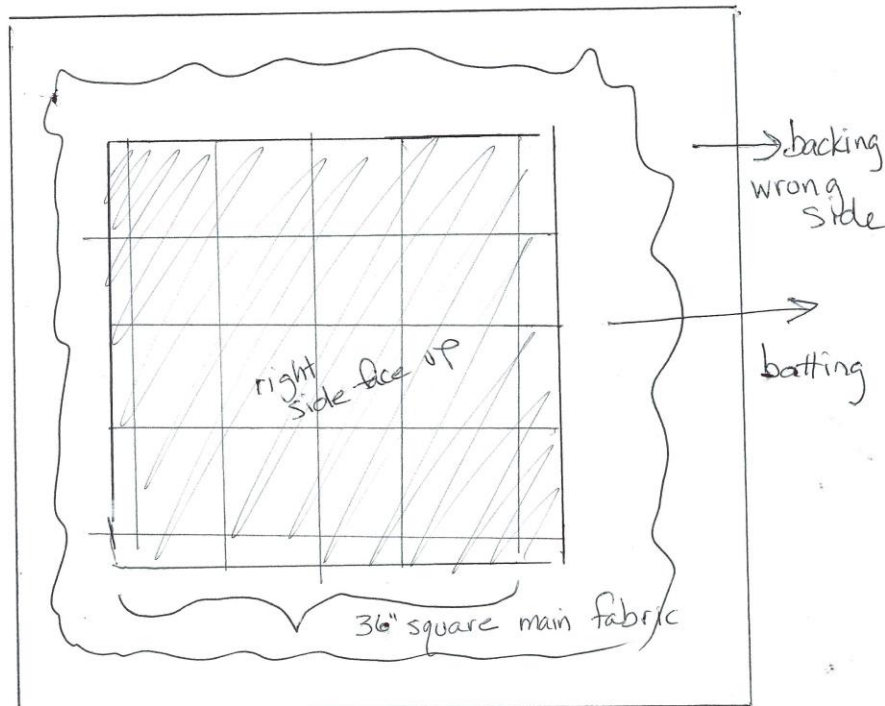 backing
wrong
side
batting
right
side face up
36" square main fabric